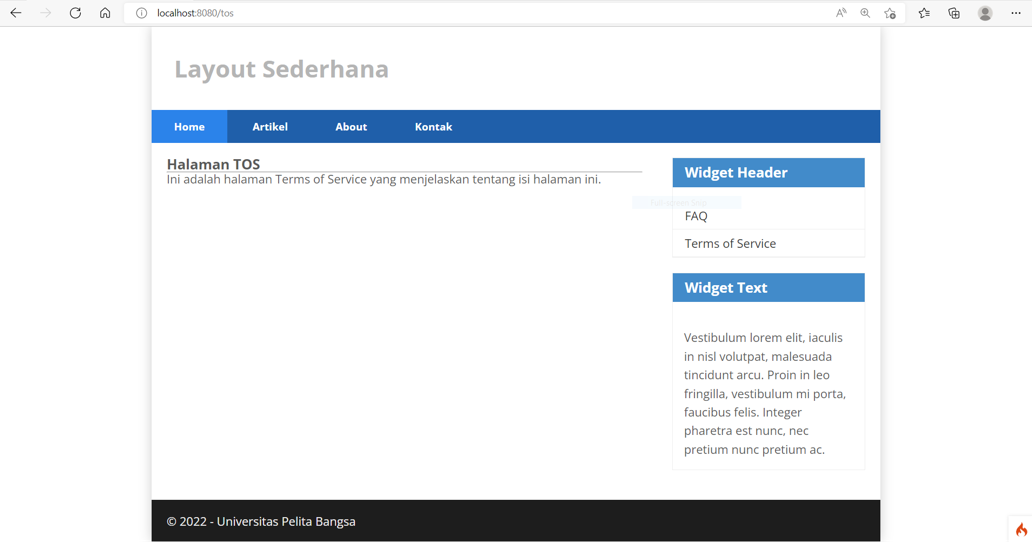 localhost:8080/tos
Layout Sederhana
Home Artikel About Kontak
Halaman TOS
Ini adalah halaman Terms of Service yang menjelaskan tentang isi halaman ini.
Widget Header
FAQ
Terms of Service
Widget Text
Vestibulum lorem elit, iaculis
in nisl volutpat, malesuada
tincidunt arcu. Proin in leo
fringilla, vestibulum mi porta,
faucibus felis. Integer
pharetra est nunc, nec
pretium nunc pretium ac.
© 2022 - Universitas Pelita Bangsa